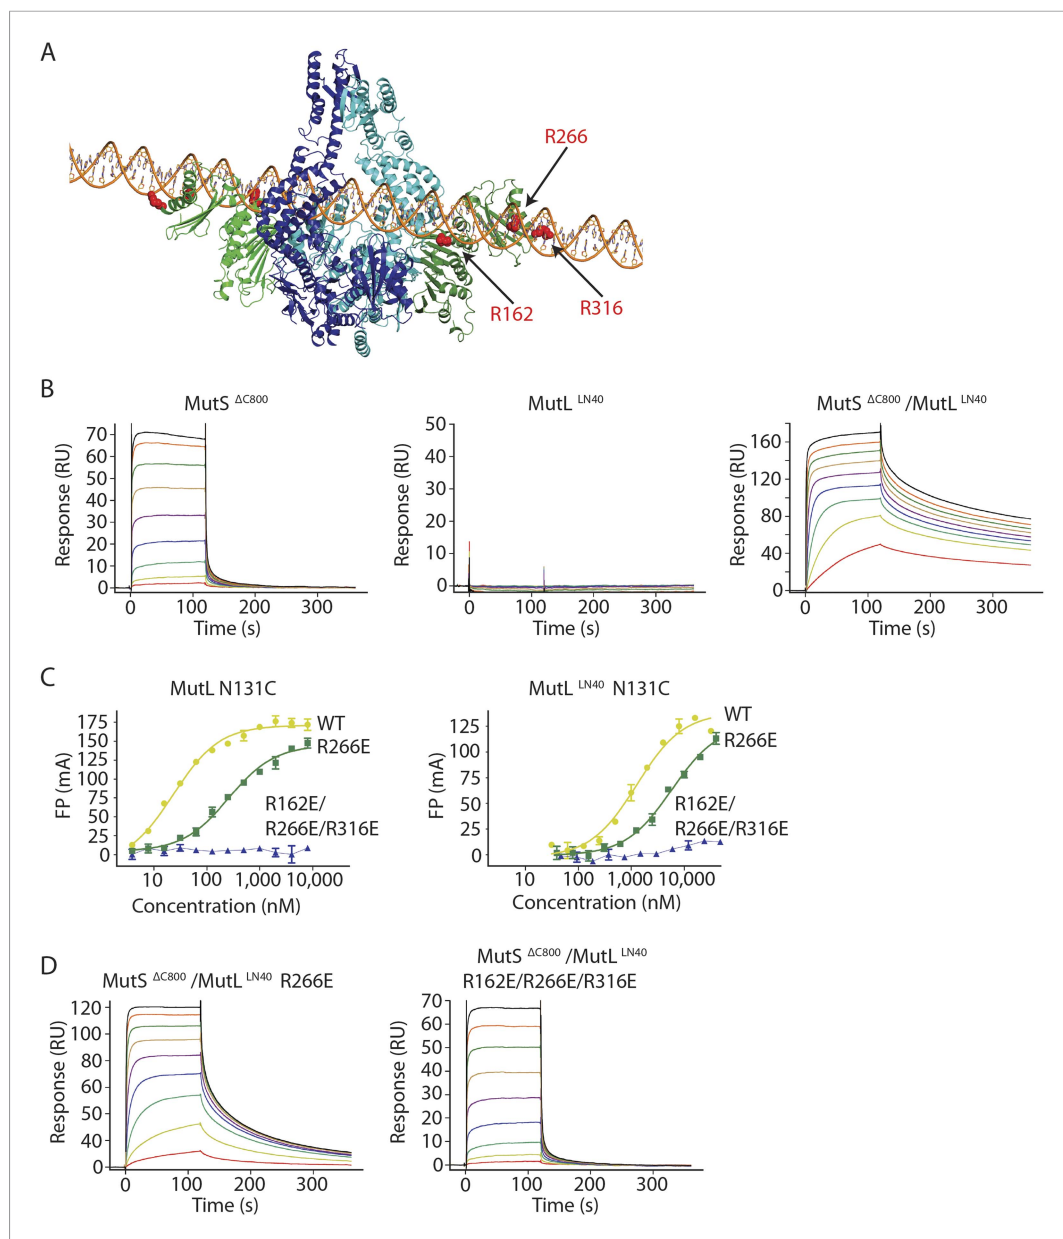 A
R266
R162
R316
B
MutS ΔC800
Response (RU)
70
60
50
40
30
20
10
0
0 100 200 300
Time (s)
MutL LN40
Response (RU)
50
40
30
20
10
0
0 100 200 300
Time (s)
MutS ΔC800 /MutL LN40
Response (RU)
160
120
80
40
0
0 100 200 300
Time (s)
C
MutL N131C
FP (mA)
175
150
125
100
75
50
25
0
WT
R266E
R162E/
R266E/R316E
10 100 1,000 10,000
Concentration (nM)
MutL LN40 N131C
FP (mA)
125
100
75
50
25
0
WT
R266E
R162E/
R266E/R316E
10 100 1,000 10,000
Concentration (nM)
D
MutS ΔC800 /MutL LN40 R266E
Response (RU)
120
100
80
60
50
40
0
0 100 200 300
Time (s)
MutS ΔC800 /MutL LN40
R162E/R266E/R316E
Response (RU)
70
60
50
40
30
20
10
0
0 100 200 300
Time (s)